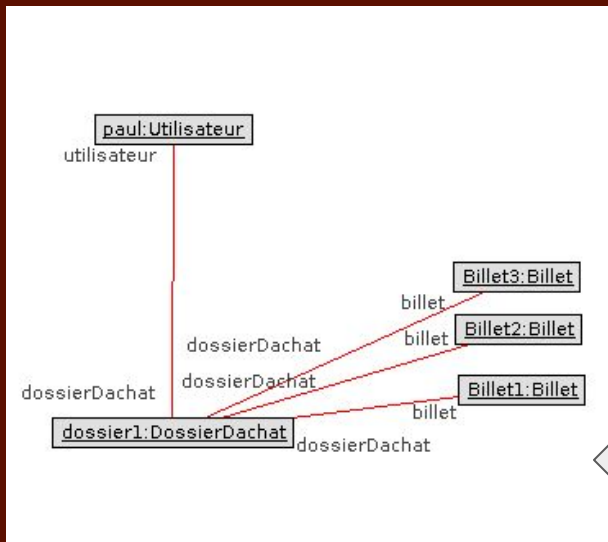 paul:Utilisateur
utilisateur
Billet3:Billet
billet
Billet2:Billet
billet
dossierDachat
dossierDachat
Billet1:Billet
dossierDachat
billet
dossier1:DossierDachat
dossierDachat